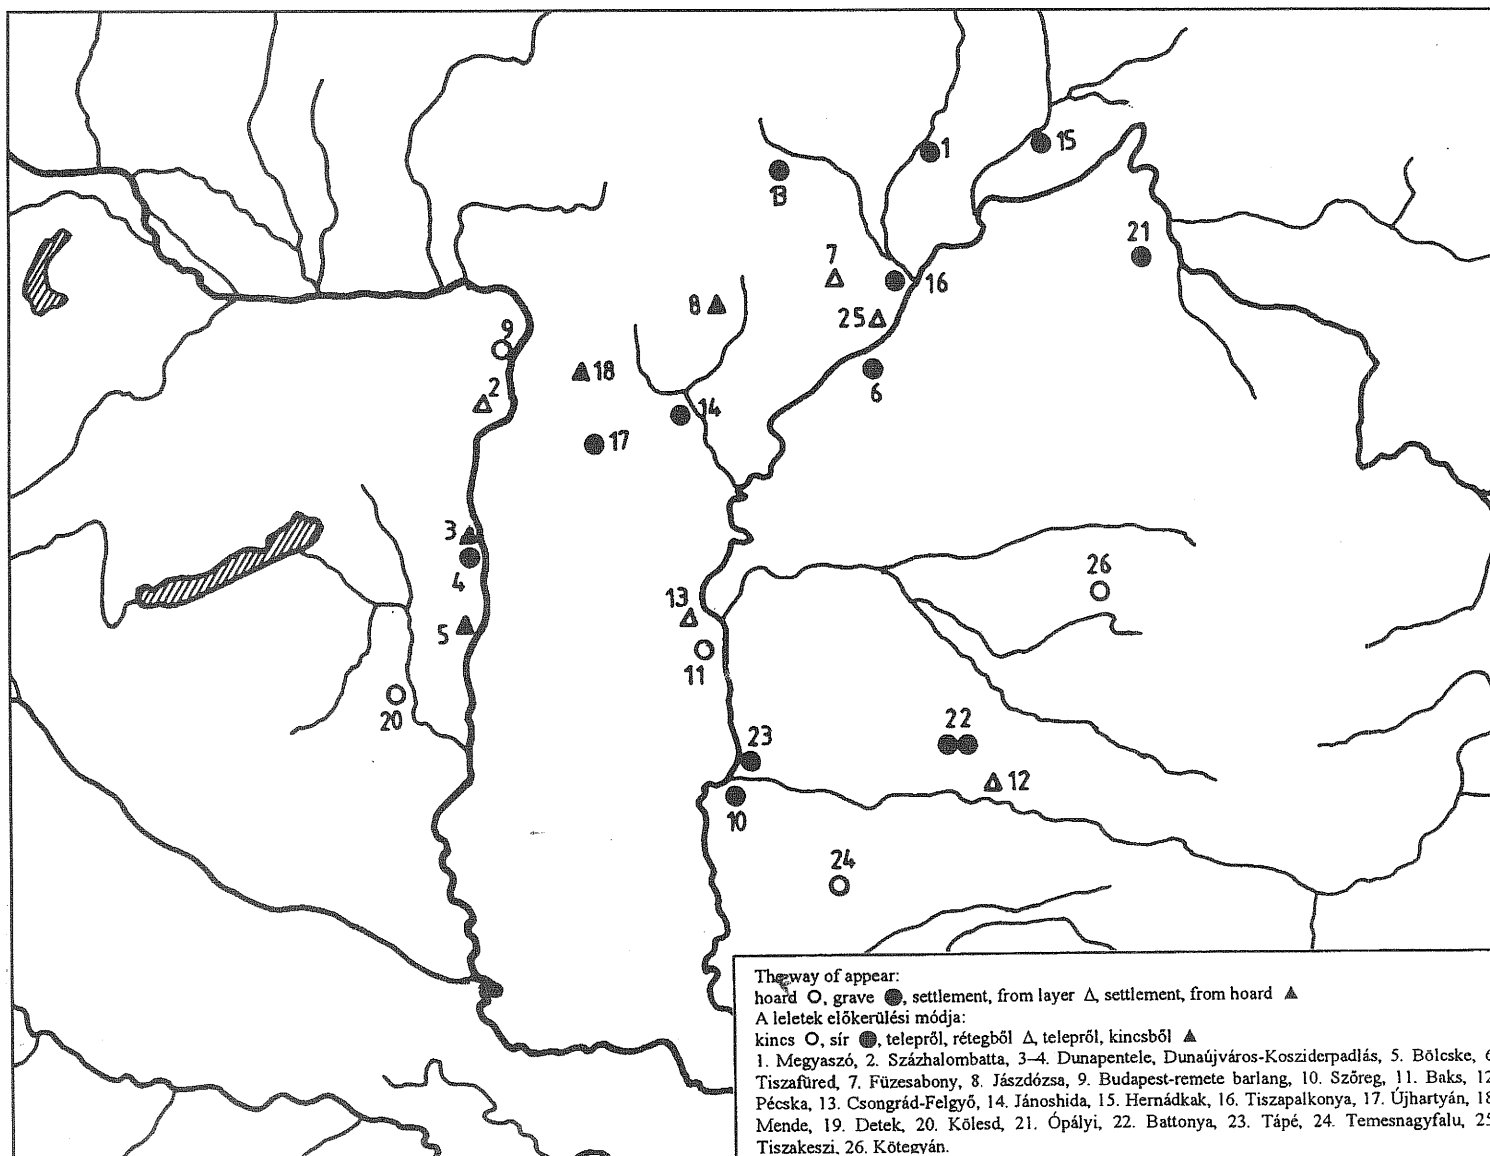 1
15
13
21
7
16
8
25
9
18
2
6
14
17
3
26
4
13
5
11
20
22
23
12
10
24
The way of appear:
hoard O, grave ●, settlement, from layer △, settlement, from hoard ▲
A leletek előkerülési módja:
kincs O, sír ●, telepről, rétegből △, telepről, kincsből ▲
1. Megyaszó, 2. Százhalombatta, 3–4. Dunapentele, Dunaújváros-Kosziderpadlás, 5. Bölcske, 6
Tiszafüred, 7. Füzesabony, 8. Jászdózsa, 9. Budapest-remete barlang, 10. Szőreg, 11. Baks, 12
Pécska, 13. Csongrád-Felgyő, 14. Jánoshida, 15. Hernádkak, 16. Tiszapalkonya, 17. Újhartyán, 18
Mende, 19. Detek, 20. Kölesd, 21. Ópályi, 22. Battonya, 23. Tápé, 24. Temesnagyfalu, 25
Tiszakeszi, 26. Kötegyán.